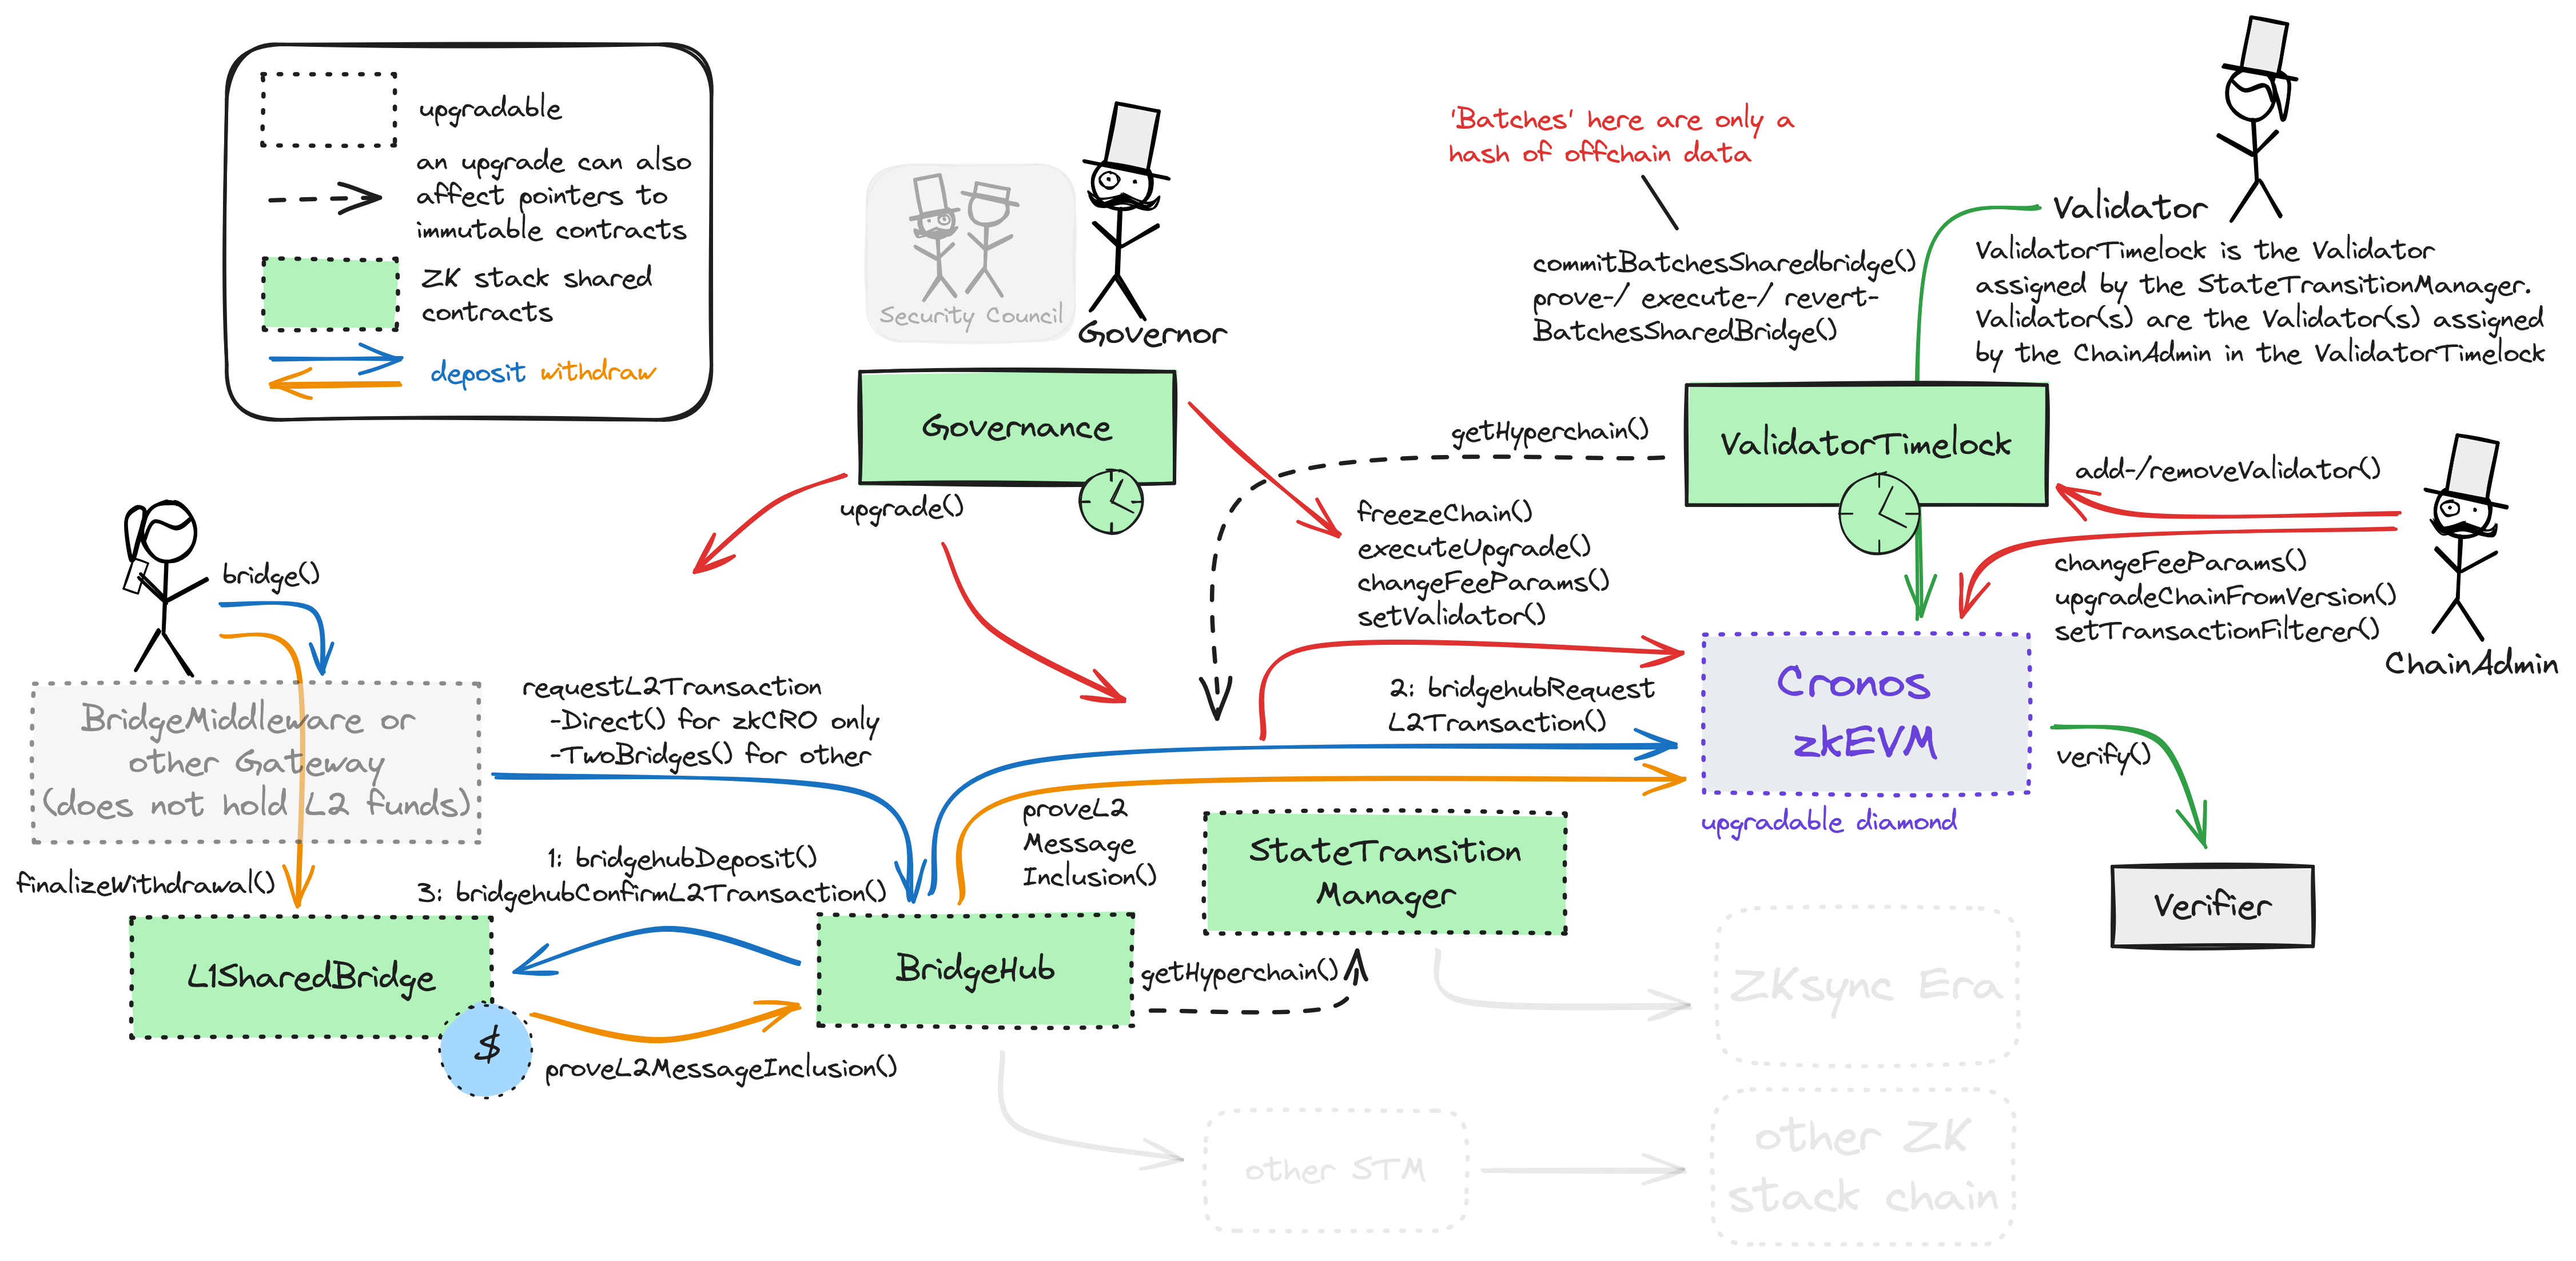 upgradable
an upgrade can also
affect pointers to
immutable contracts
ZK stack shared
contracts
deposit withdraw
Security Council
Governor
Governance
upgrade()
'Batches' here are only a
hash of offchain data
commitBatchesSharedbridge()
prove-/ execute-/ revert-
BatchesSharedBridge()
Validator
ValidatorTimelock is the Validator
assigned by the StateTransitionManager.
Validator(s) are the Validator(s) assigned
by the ChainAdmin in the ValidatorTimelock
getHyperchain()
ValidatorTimelock
add-/removeValidator()
freezeChain()
executeUpgrade()
changeFeeParams()
setValidator()
changeFeeParams()
upgradeChainFromVersion()
setTransactionFilterer()
ChainAdmin
bridge()
BridgeMiddleware or
other Gateway
(does not hold L2 funds)
requestL2Transaction
-Direct() for zkCRO only
-TwoBridges() for other
2: bridgehubRequest
L2Transaction()
Cronos
zkEVM
upgradable diamond
verify()
Verifier
finalizeWithdrawal()
1: bridgehubDeposit()
3: bridgehubConfirmL2Transaction()
proveL2
Message
Inclusion()
StateTransition
Manager
L1SharedBridge
$
BridgeHub
getHyperchain()
proveL2MessageInclusion()
ZKsync Era
other STM
other ZK
stack chain